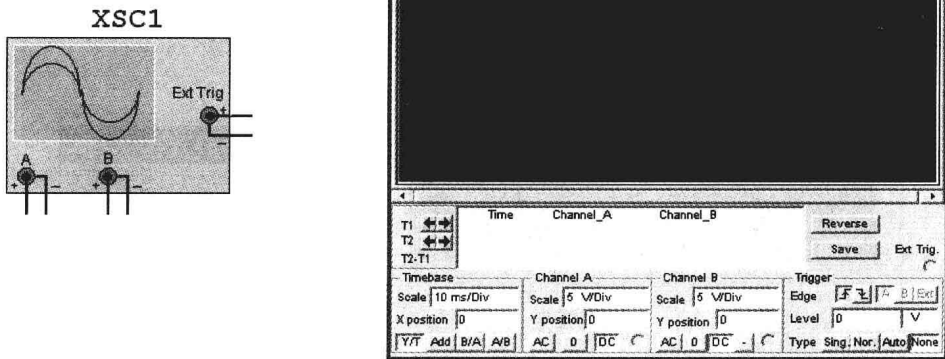 XSC1
Ext Trig
+
−
A
B
+ − + −
Time Channel_A Channel_B
T1
T2
T2-T1
Reverse
Save
Ext Trig.
Timebase
Scale 10 ms/Div
X position 0
Y/T Add B/A A/B
Channel A
Scale 5 V/Div
Y position 0
AC 0 DC
Channel B
Scale 5 V/Div
Y position 0
AC 0 DC -
Trigger
Edge A B Ext
Level 0 V
Type Sing. Nor. Auto None